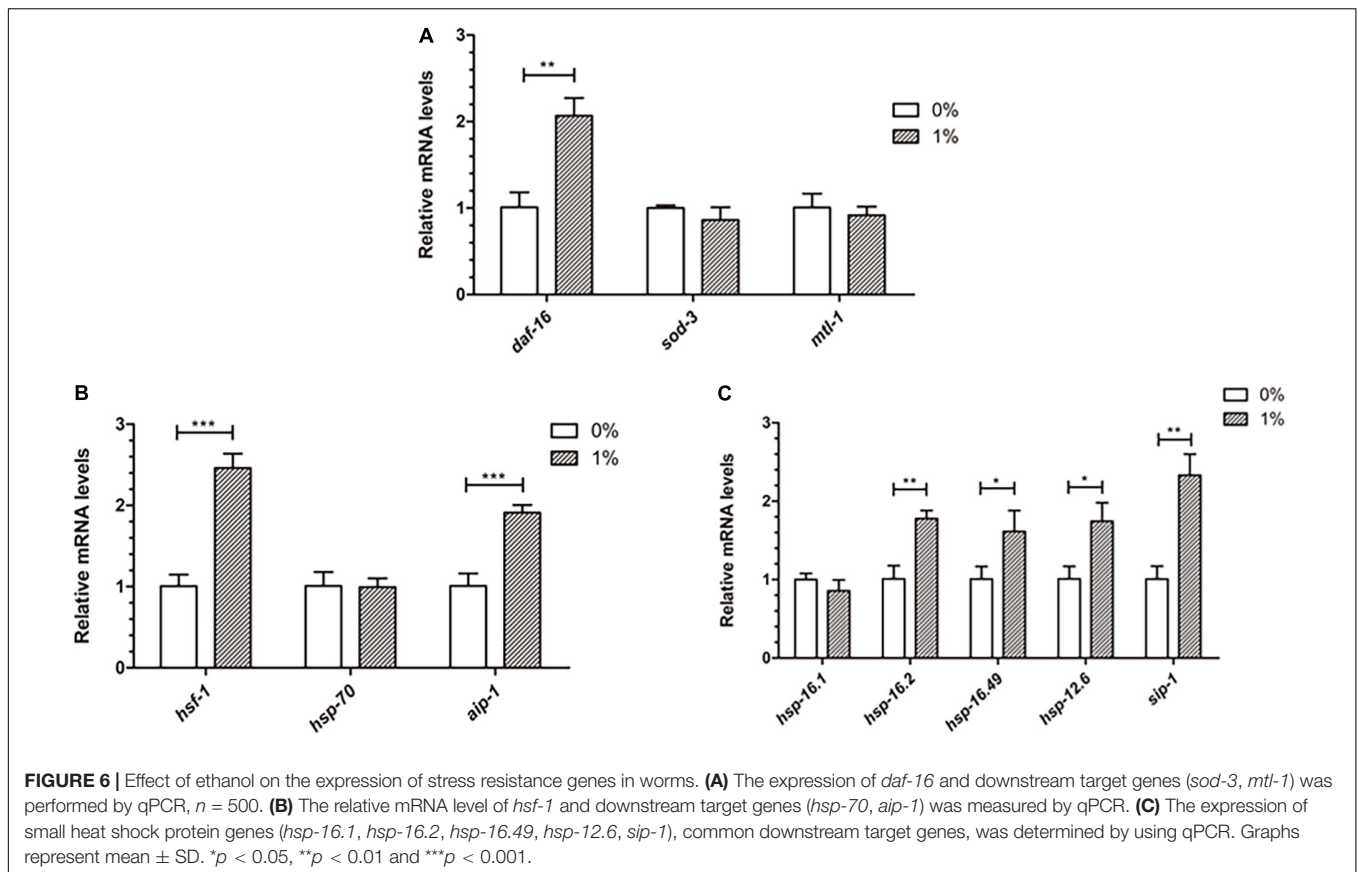 A
3
2
1
0
Relative mRNA levels
**
0%
1%
daf-16
sod-3
mtl-1
B
3
2
1
0
Relative mRNA levels
***
***
0%
1%
hsf-1
hsp-70
aip-1
C
3
2
1
0
Relative mRNA levels
**
*
*
**
0%
1%
hsp-16.1
hsp-16.2
hsp-16.49
hsp-12.6
sip-1
FIGURE 6 | Effect of ethanol on the expression of stress resistance genes in worms. (A) The expression of daf-16 and downstream target genes (sod-3, mtl-1) was
performed by qPCR, n = 500. (B) The relative mRNA level of hsf-1 and downstream target genes (hsp-70, aip-1) was measured by qPCR. (C) The expression of
small heat shock protein genes (hsp-16.1, hsp-16.2, hsp-16.49, hsp-12.6, sip-1), common downstream target genes, was determined by using qPCR. Graphs
represent mean ± SD. *p < 0.05, **p < 0.01 and ***p < 0.001.